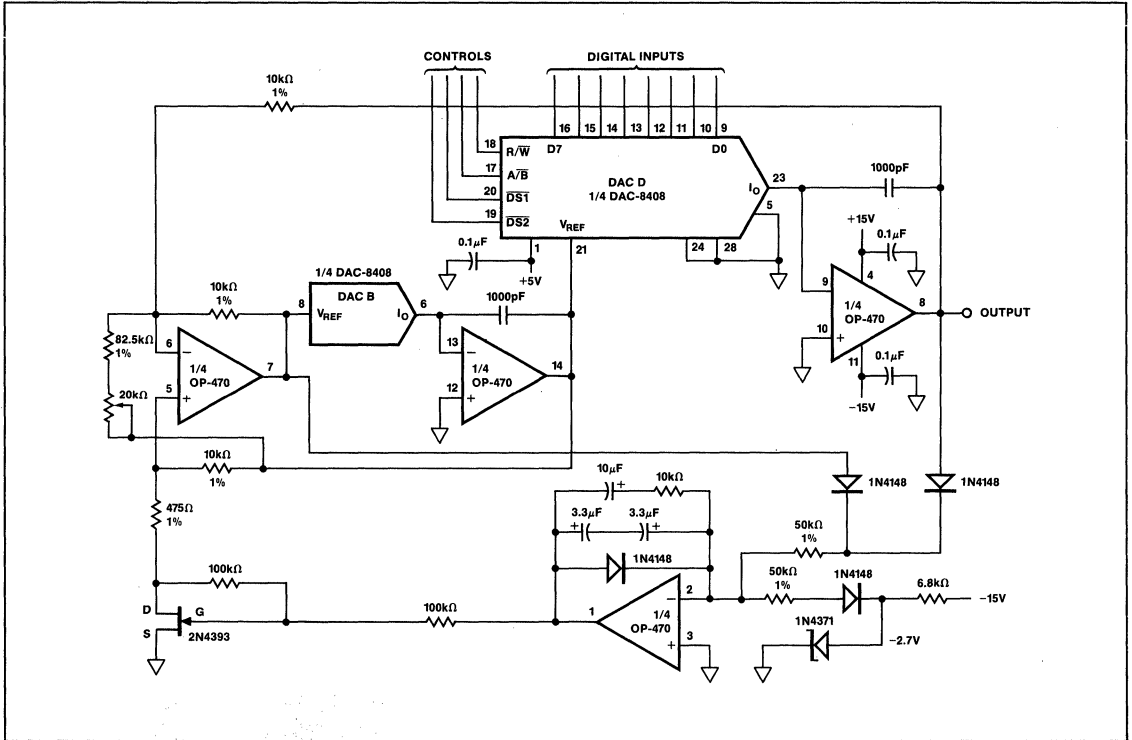 CONTROLS
DIGITAL INPUTS
10kΩ
1%
16 15 14 13 12 11 10 9
D7
D0
18
R/W̅
17
A/B̅
20
D̅S̅1̅
19
D̅S̅2̅
DAC D
1/4 DAC-8408
IO
23
5
VREF
1000pF
1
21
24
28
0.1μF
+5V
+15V
0.1μF
4
9
1/4
OP-470
8
OUTPUT
10
+
11
0.1μF
−15V
1/4 DAC-8408
DAC B
8
VREF
IO
6
1000pF
10kΩ
1%
82.5kΩ
1%
20kΩ
6
−
1/4
OP-470
7
5
+
13
−
1/4
OP-470
14
12
+
10kΩ
1%
475Ω
1%
1N4148
1N4148
10μF
+
10kΩ
3.3μF
+
3.3μF
+
1N4148
50kΩ
1%
50kΩ
1%
1N4148
6.8kΩ
−15V
1N4371
−2.7V
100kΩ
D
G
S
2N4393
100kΩ
1
2
−
1/4
OP-470
3
+